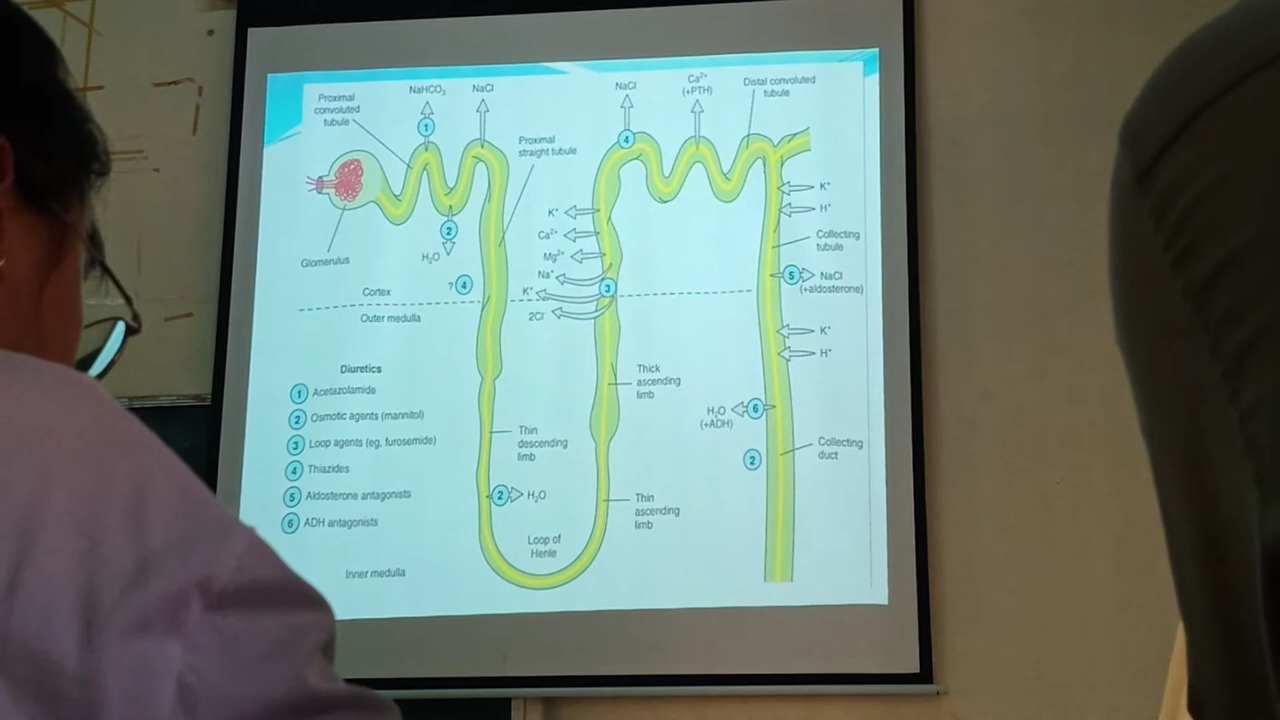 Proximal
convoluted
tubule
NaHCO₃
NaCl
NaCl
Ca²⁺
(+PTH)
Distal convoluted
tubule
1
4
Proximal
straight tubule
Glomerulus
2
H₂O
K⁺
Ca²⁺
Mg²⁺
Na⁺
K⁺
2Cl⁻
3
? 4
Cortex
Outer medulla
K⁺
H⁺
Collecting
tubule
5
NaCl
(+aldosterone)
K⁺
H⁺
Diuretics
1 Acetazolamide
2 Osmotic agents (mannitol)
3 Loop agents (eg, furosemide)
4 Thiazides
5 Aldosterone antagonists
6 ADH antagonists
Thick
ascending
limb
H₂O
(+ADH)
6
2
Collecting
duct
Thin
descending
limb
2
H₂O
Thin
ascending
limb
Loop of
Henle
Inner medulla